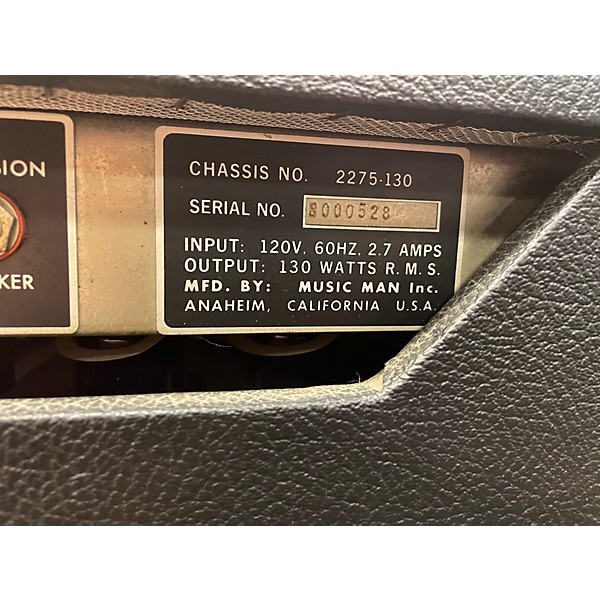 SION
KER
CHASSIS NO. 2275-130
SERIAL NO. E000528
INPUT: 120V, 60HZ, 2.7 AMPS
OUTPUT: 130 WATTS R.M.S.
MFD. BY: MUSIC MAN Inc.
ANAHEIM, CALIFORNIA U.S.A.